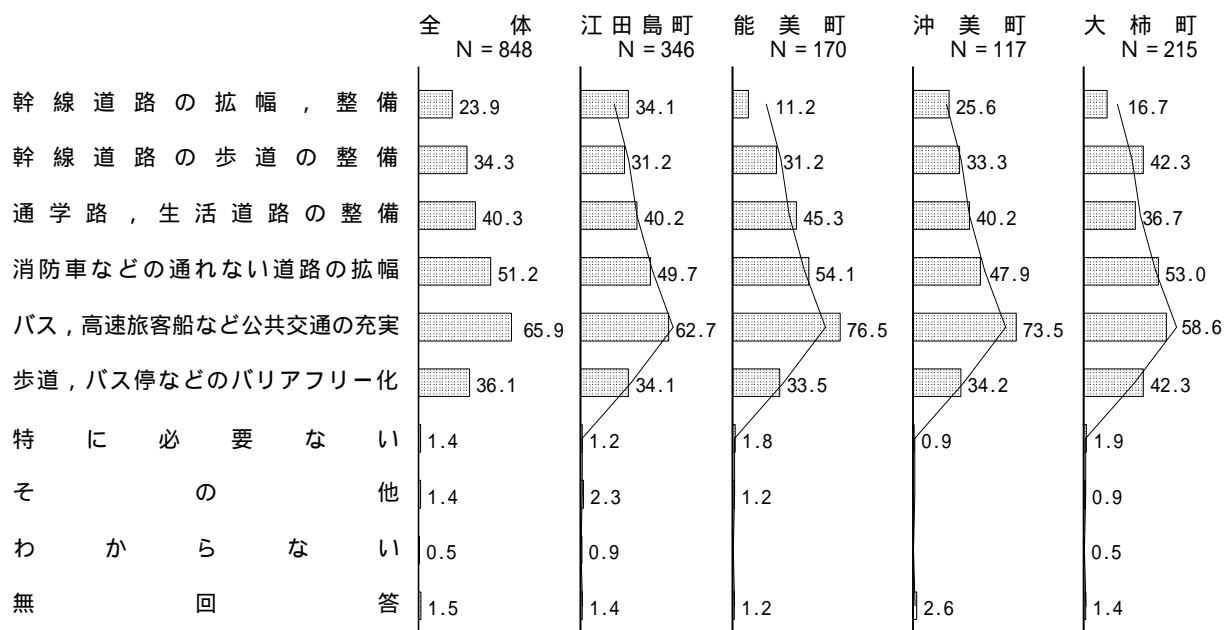 全体 江田島町 能美町 沖美町 大柿町
N = 848 N = 346 N = 170 N = 117 N = 215
幹線道路の拡幅,整備 23.9 34.1 11.2 25.6 16.7
幹線道路の歩道の整備 34.3 31.2 31.2 33.3 42.3
通学路,生活道路の整備 40.3 40.2 45.3 40.2 36.7
消防車などの通れない道路の拡幅 51.2 49.7 54.1 47.9 53.0
バス,高速旅客船など公共交通の充実 65.9 62.7 76.5 73.5 58.6
歩道,バス停などのバリアフリー化 36.1 34.1 33.5 34.2 42.3
特に必要ない 1.4 1.2 1.8 0.9 1.9
その他 1.4 2.3 1.2 0.9
わからない 0.5 0.9 0.5
無回答 1.5 1.4 1.2 2.6 1.4